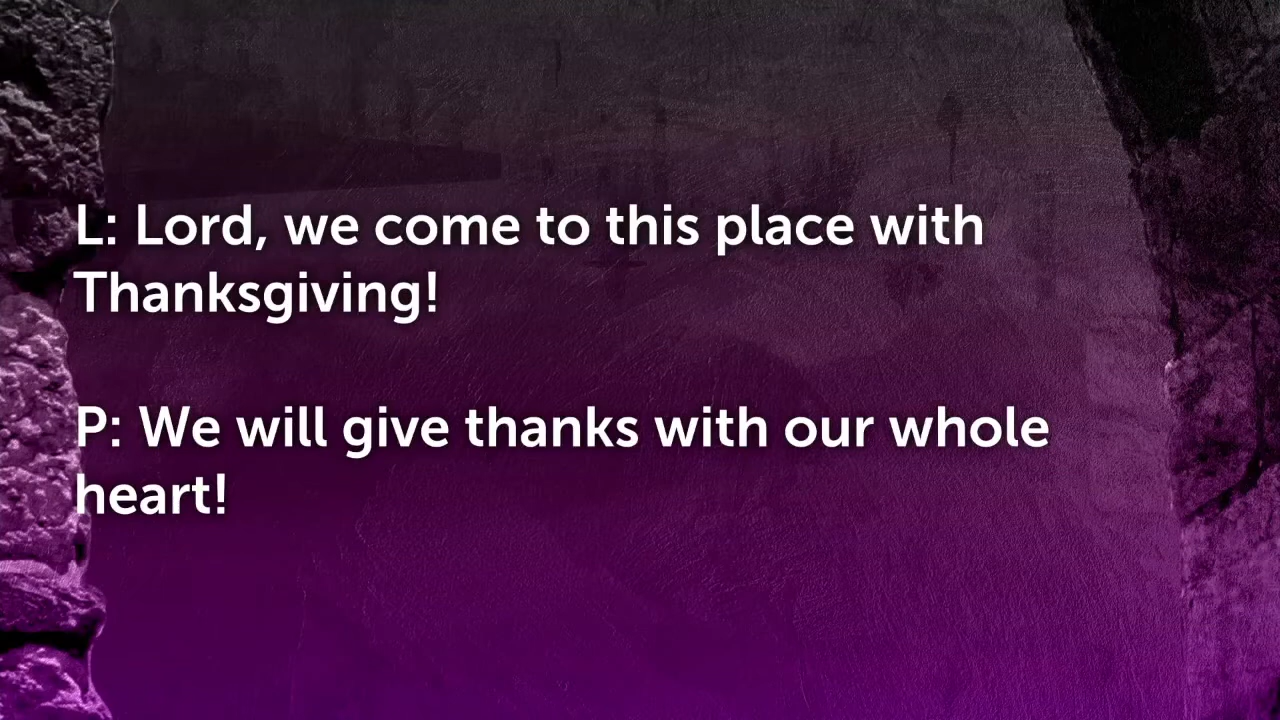 L: Lord, we come to this place with
Thanksgiving!
P: We will give thanks with our whole
heart!